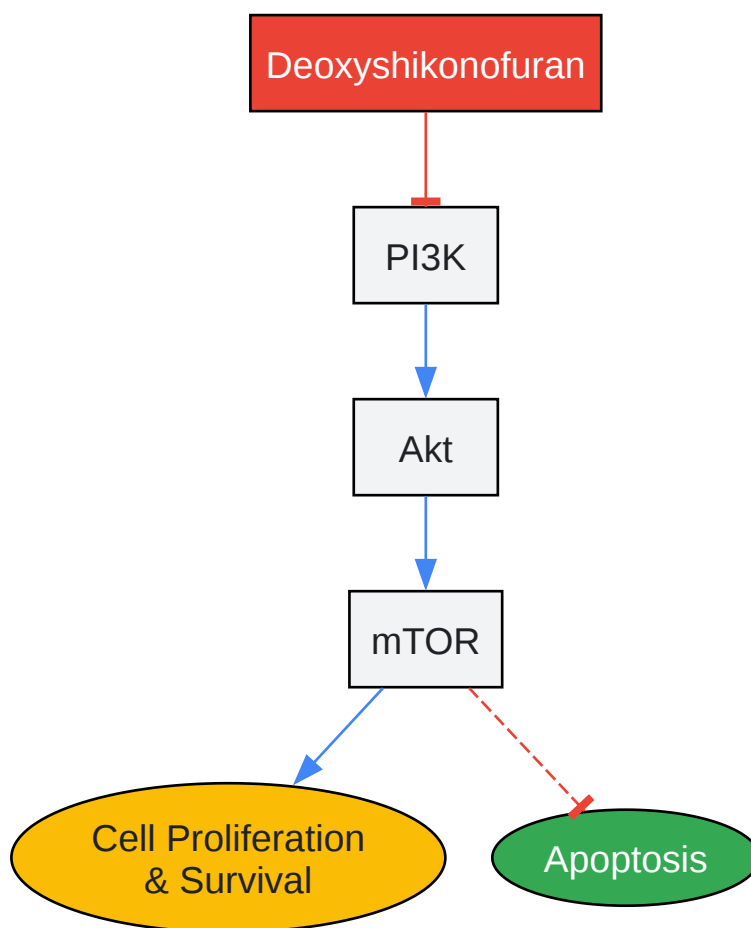 Deoxyshikonofuran
PI3K
Akt
mTOR
Cell Proliferation
& Survival
Apoptosis